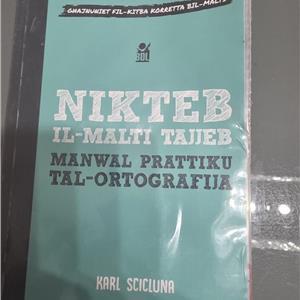 GĦAJNUNIET FIL-KITBA KORRETTA BIL-MALTI
BDL
NIKTEB
IL-MALTI TAJJEB
MANWAL PRATTIKU
TAL-ORTOGRAFIJA
KARL SCICLUNA